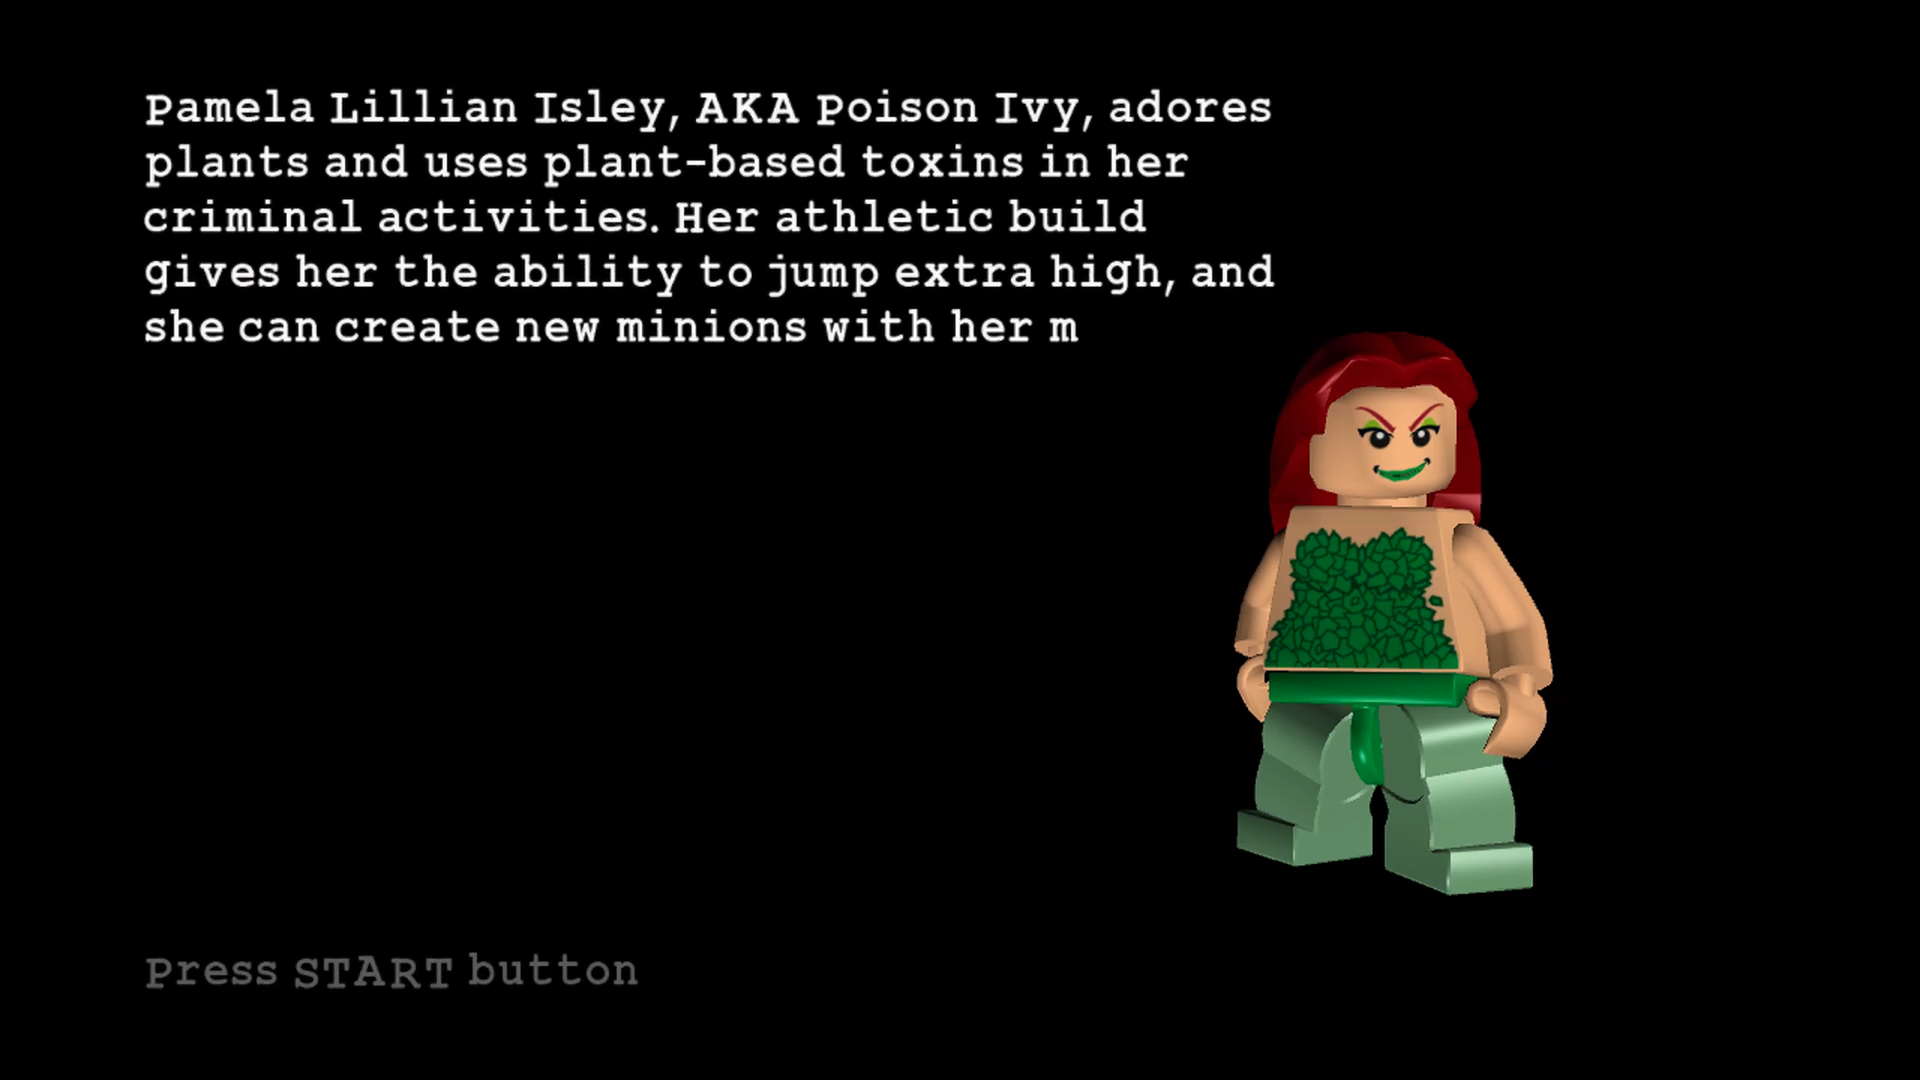 Pamela Lillian Isley, AKA Poison Ivy, adores
plants and uses plant-based toxins in her
criminal activities. Her athletic build
gives her the ability to jump extra high, and
she can create new minions with her m
Press START button